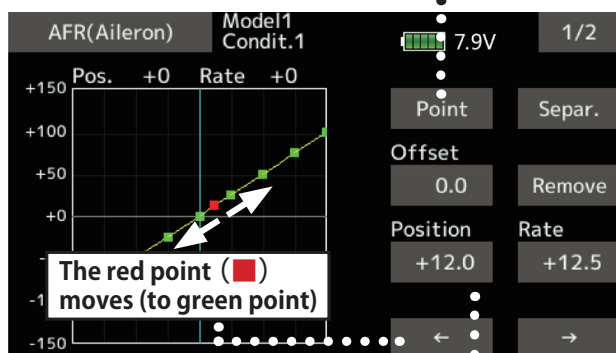 AFR(Aileron)
Model1
Condit.1
7.9V
1/2
Pos. +0 Rate +0
+150
+100
+50
+0
-150
Point
Separ.
Offset
0.0
Remove
Position
Rate
+12.0
+12.5
←
→
The red point (■)
moves (to green point)